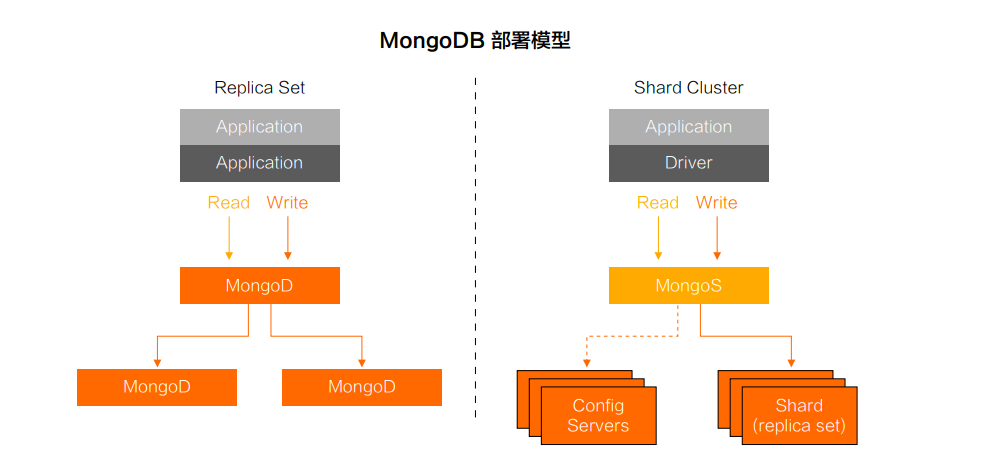 MongoDB 部署模型
Replica Set
Application
Application
Read Write
MongoD
MongoD
MongoD
Shard Cluster
Application
Driver
Read Write
MongoS
Config
Servers
Shard
(replica set)